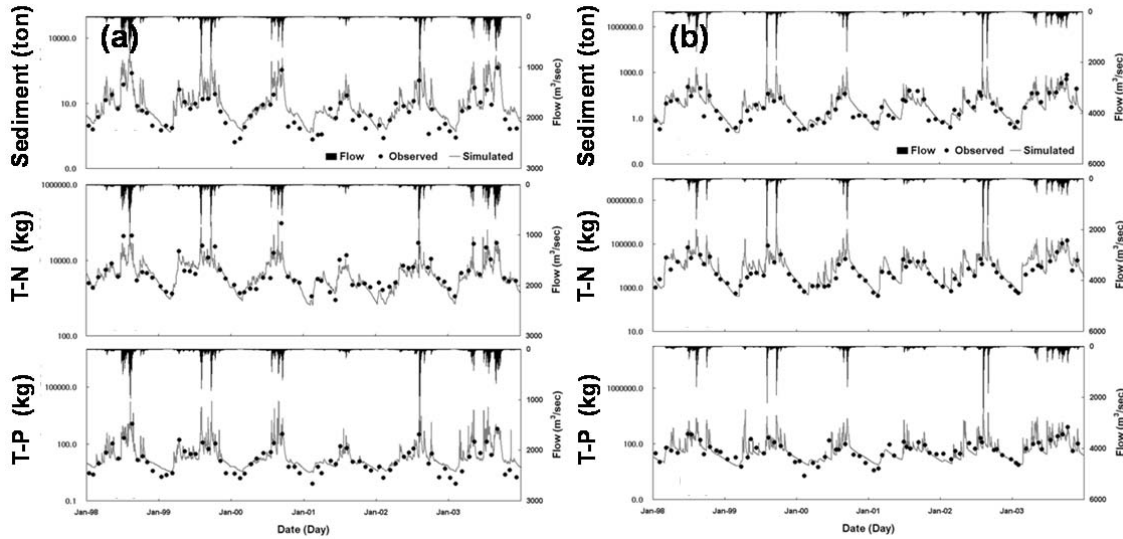 (a)
Sediment (ton)
10000.0
10.0
0.0
0
1000
2000
3000
Flow (m³/sec)
Flow Observed Simulated
T-N (kg)
1000000.0
10000.0
100.0
0
1000
2000
3000
Flow (m³/sec)
T-P (kg)
100000.0
100.0
0.1
0
1000
2000
3000
Flow (m³/sec)
Jan-98 Jan-99 Jan-00 Jan-01 Jan-02 Jan-03
Date (Day)
(b)
Sediment (ton)
1000000.0
1000.0
1.0
0.0
0
2000
4000
6000
Flow (m³/sec)
Flow Observed Simulated
T-N (kg)
0000000.0
100000.0
1000.0
10.0
0
2000
4000
6000
Flow (m³/sec)
T-P (kg)
1000000.0
100.0
0.0
0
2000
4000
6000
Flow (m³/sec)
Jan-98 Jan-99 Jan-00 Jan-01 Jan-02 Jan-03
Date (Day)